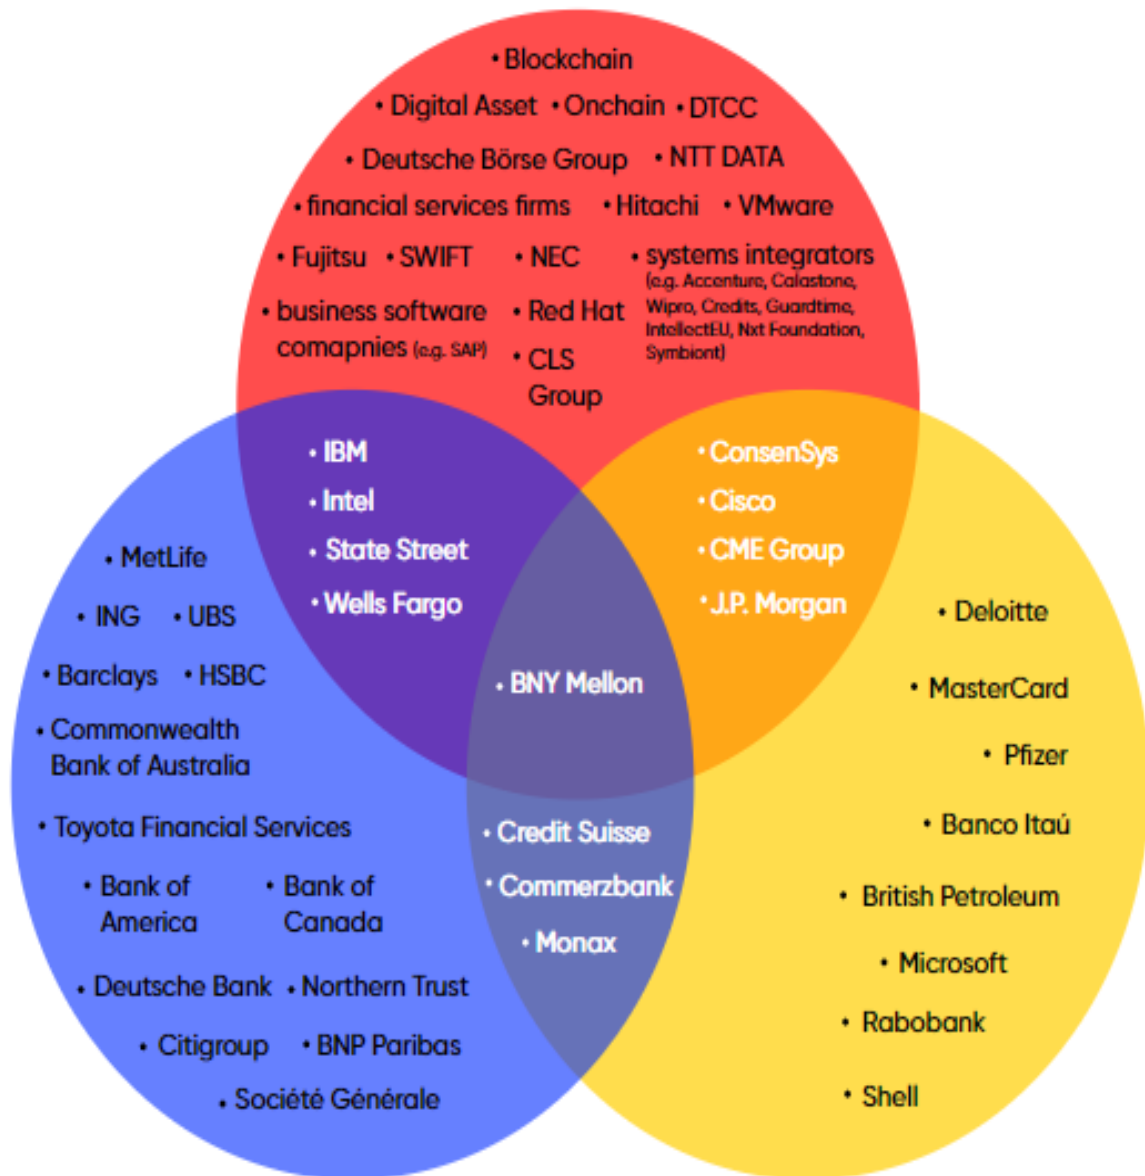 • Blockchain
• Digital Asset • Onchain • DTCC
• Deutsche Börse Group • NTT DATA
• financial services firms • Hitachi • VMware
• Fujitsu • SWIFT • NEC • systems integrators
(e.g. Accenture, Calastone,
Wipro, Credits, Guardtime,
IntellectEU, Nxt Foundation,
Symbiont)
• business software
comapnies (e.g. SAP)
• Red Hat
• CLS
Group
• IBM
• Intel
• State Street
• Wells Fargo
• ConsenSys
• Cisco
• CME Group
• J.P. Morgan
• BNY Mellon
• MetLife
• ING • UBS
• Barclays • HSBC
• Commonwealth
Bank of Australia
• Toyota Financial Services
• Bank of
America
• Bank of
Canada
• Deutsche Bank • Northern Trust
• Citigroup • BNP Paribas
• Société Générale
• Credit Suisse
• Commerzbank
• Monax
• Deloitte
• MasterCard
• Pfizer
• Banco Itaú
• British Petroleum
• Microsoft
• Rabobank
• Shell